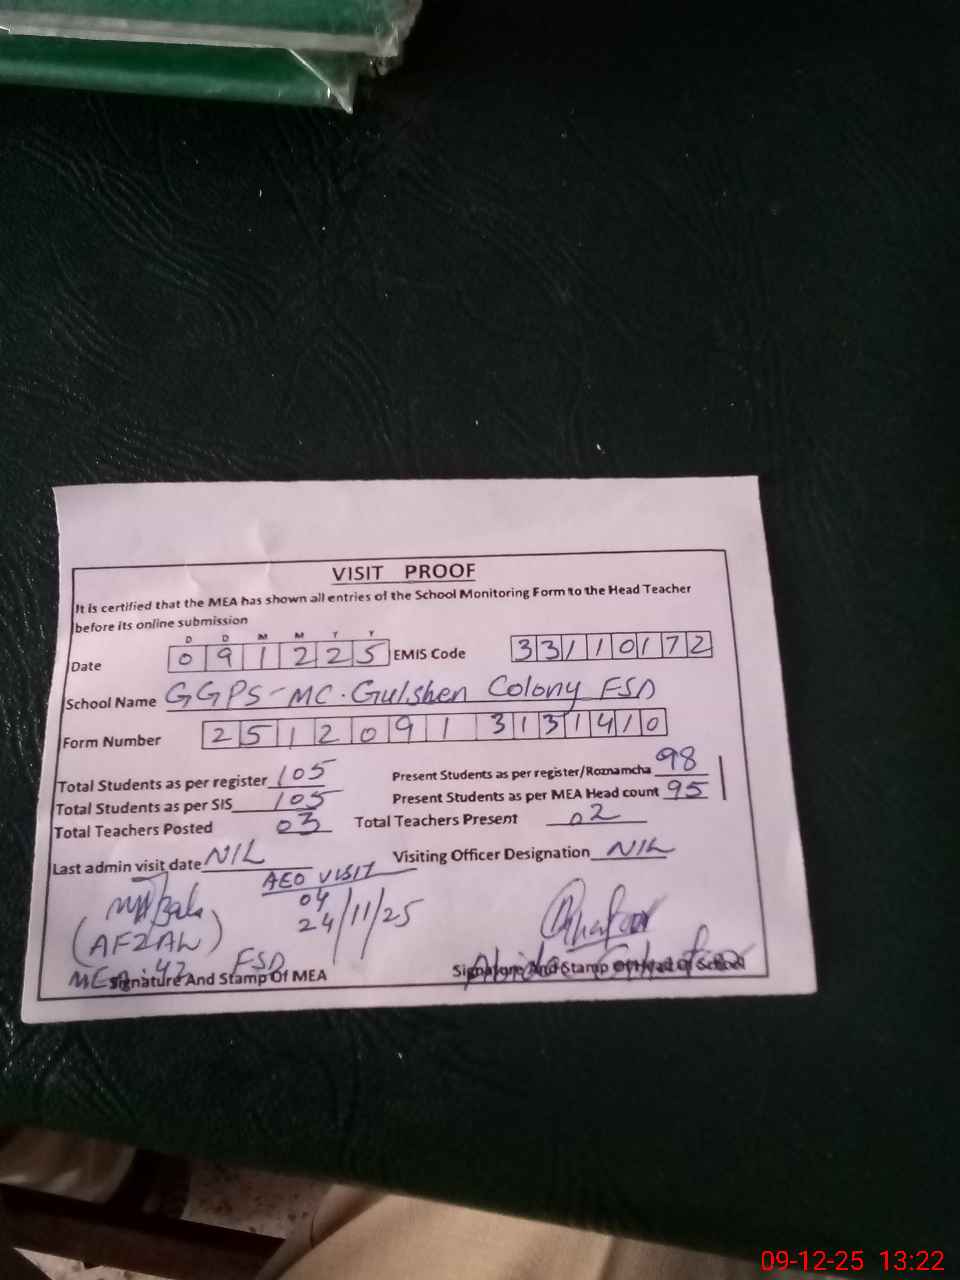 VISIT PROOF
It is certified that the MEA has shown all entries of the School Monitoring Form to the Head Teacher
before its online submission
D D M M Y Y
Date 0 9 1 2 2 5 EMIS Code 3 3 1 1 0 1 7 2
School Name GGPS-MC. Gulshen Colony FSD
Form Number 2 5 1 2 0 9 1 3 1 3 1 4 1 0
Total Students as per register 105 Present Students as per register/Roznamcha 98
Total Students as per SIS 105 Present Students as per MEA Head count 95
Total Teachers Posted 03 Total Teachers Present 02
Last admin visit date NIL Visiting Officer Designation NIL
AEO VISIT
04
24/11/25
(AFZAL)
MEA-42 FSD
Signature And Stamp Of MEA Signature And Stamp Of Head of School
09-12-25 13:22